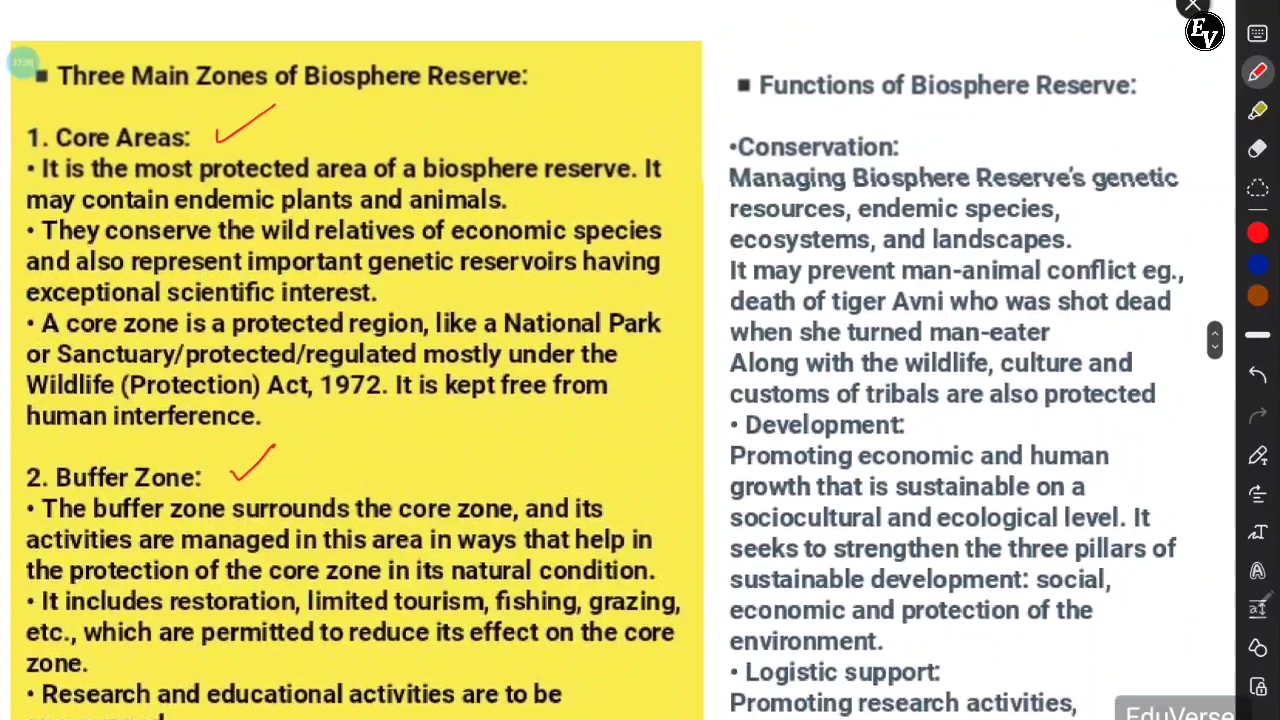 Three Main Zones of Biosphere Reserve:
1. Core Areas:
• It is the most protected area of a biosphere reserve. It
may contain endemic plants and animals.
• They conserve the wild relatives of economic species
and also represent important genetic reservoirs having
exceptional scientific interest.
• A core zone is a protected region, like a National Park
or Sanctuary/protected/regulated mostly under the
Wildlife (Protection) Act, 1972. It is kept free from
human interference.
2. Buffer Zone:
• The buffer zone surrounds the core zone, and its
activities are managed in this area in ways that help in
the protection of the core zone in its natural condition.
• It includes restoration, limited tourism, fishing, grazing,
etc., which are permitted to reduce its effect on the core
zone.
• Research and educational activities are to be
Functions of Biosphere Reserve:
•Conservation:
Managing Biosphere Reserve's genetic
resources, endemic species,
ecosystems, and landscapes.
It may prevent man-animal conflict eg.,
death of tiger Avni who was shot dead
when she turned man-eater
Along with the wildlife, culture and
customs of tribals are also protected
• Development:
Promoting economic and human
growth that is sustainable on a
sociocultural and ecological level. It
seeks to strengthen the three pillars of
sustainable development: social,
economic and protection of the
environment.
• Logistic support:
Promoting research activities,
EV
EduVerse